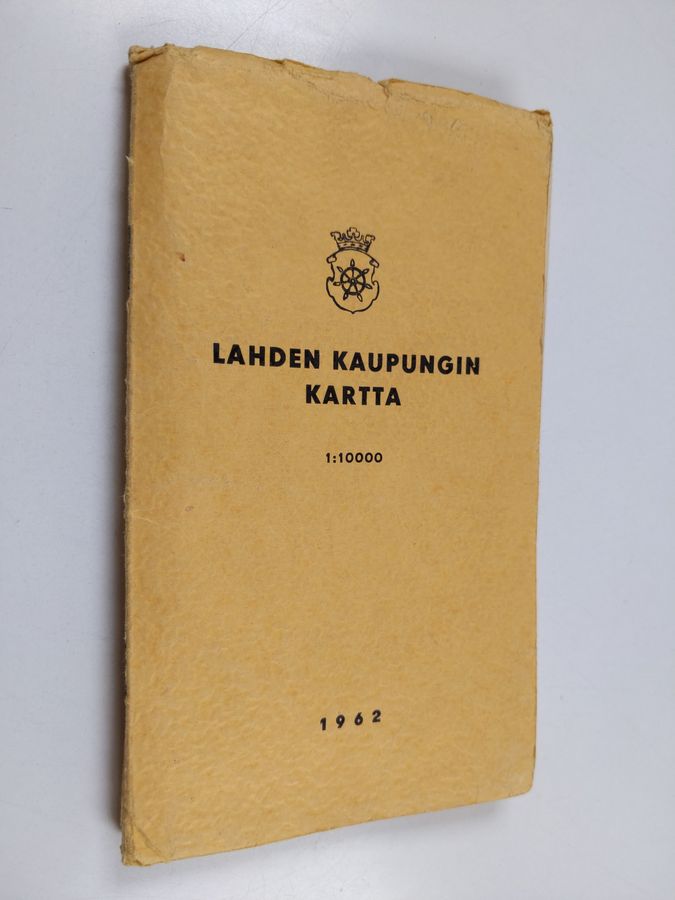 LAHDEN KAUPUNGIN
KARTTA
1:10000
1962